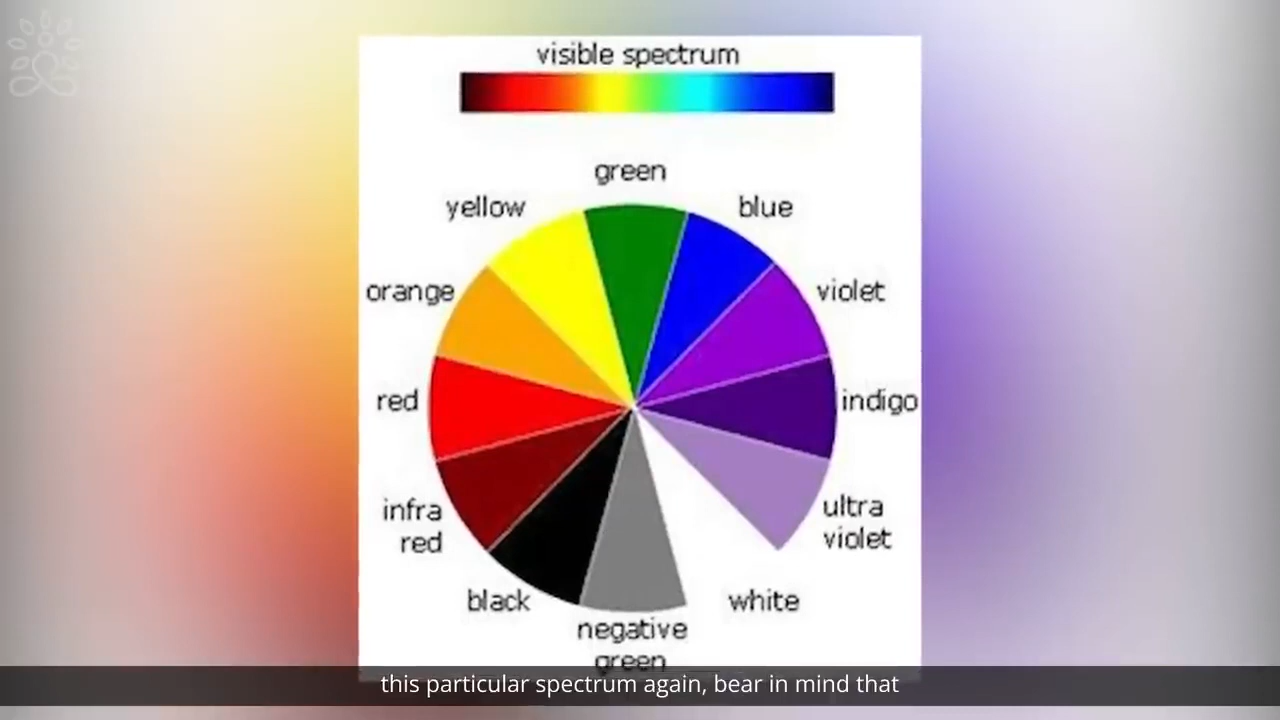 visible spectrum
green
yellow
blue
orange
violet
red
indigo
infra
red
ultra
violet
black
white
negative
green
this particular spectrum again, bear in mind that